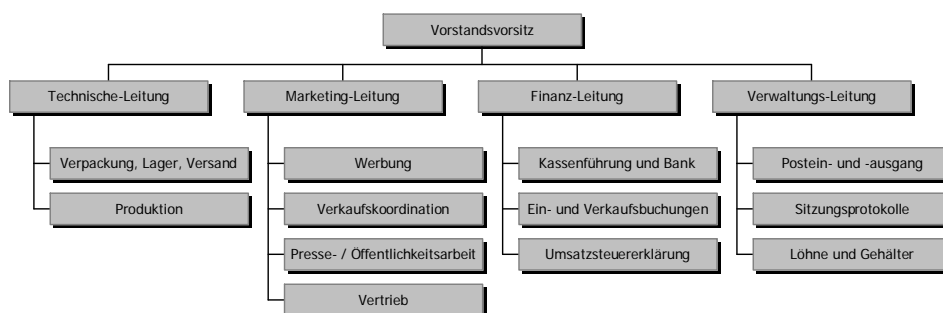 Vorstandsvorsitz
Technische-Leitung
Marketing-Leitung
Finanz-Leitung
Verwaltungs-Leitung
Verpackung, Lager, Versand
Werbung
Kassenführung und Bank
Postein- und -ausgang
Produktion
Verkaufskoordination
Ein- und Verkaufsbuchungen
Sitzungsprotokolle
Presse- / Öffentlichkeitsarbeit
Umsatzsteuererklärung
Löhne und Gehälter
Vertrieb